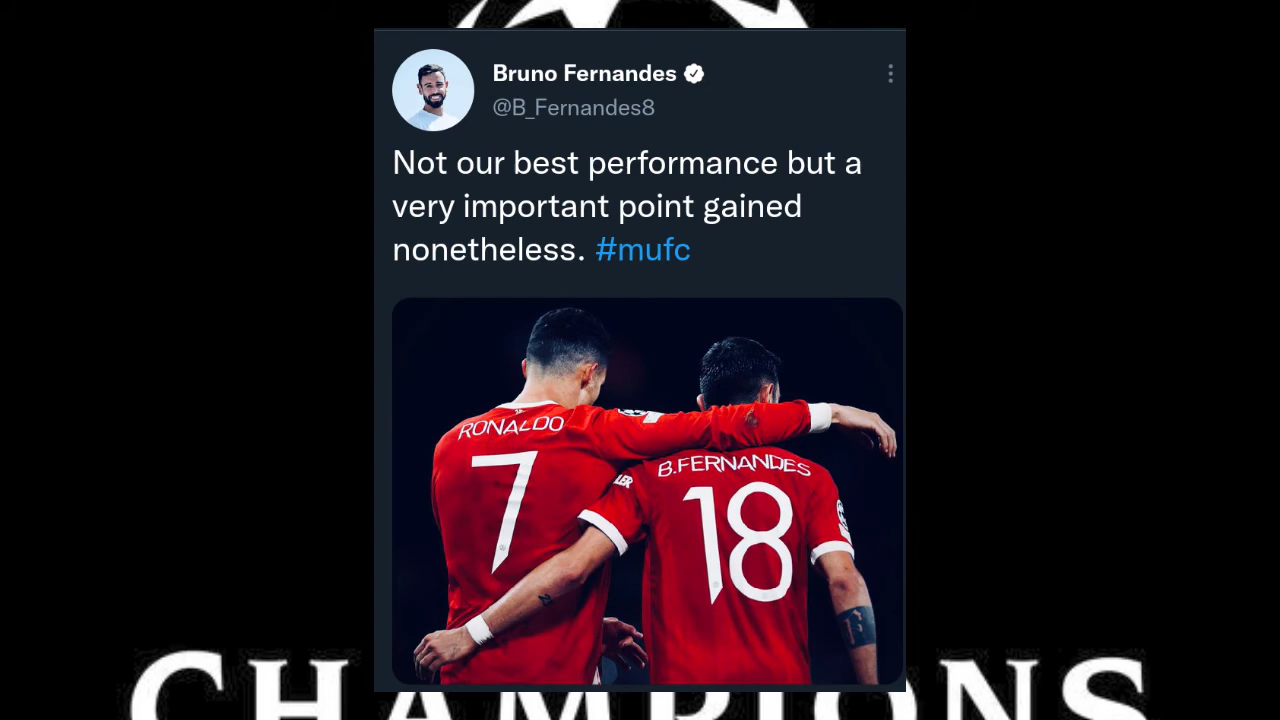 Bruno Fernandes
@B_Fernandes8
Not our best performance but a
very important point gained
nonetheless. #mufc
RONALDO
7
B.FERNANDES
18
CHAMPIONS